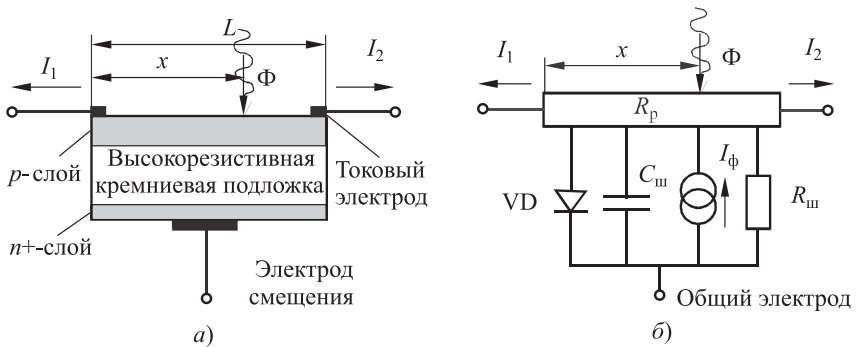 L
I1
I2
x
Ф
p-слой
Высокорезистивная
кремниевая подложка
Токовый
электрод
n+-слой
Электрод
смещения
а)
I1
I2
x
Ф
Rр
VD
Cш
Iф
Rш
Общий электрод
б)